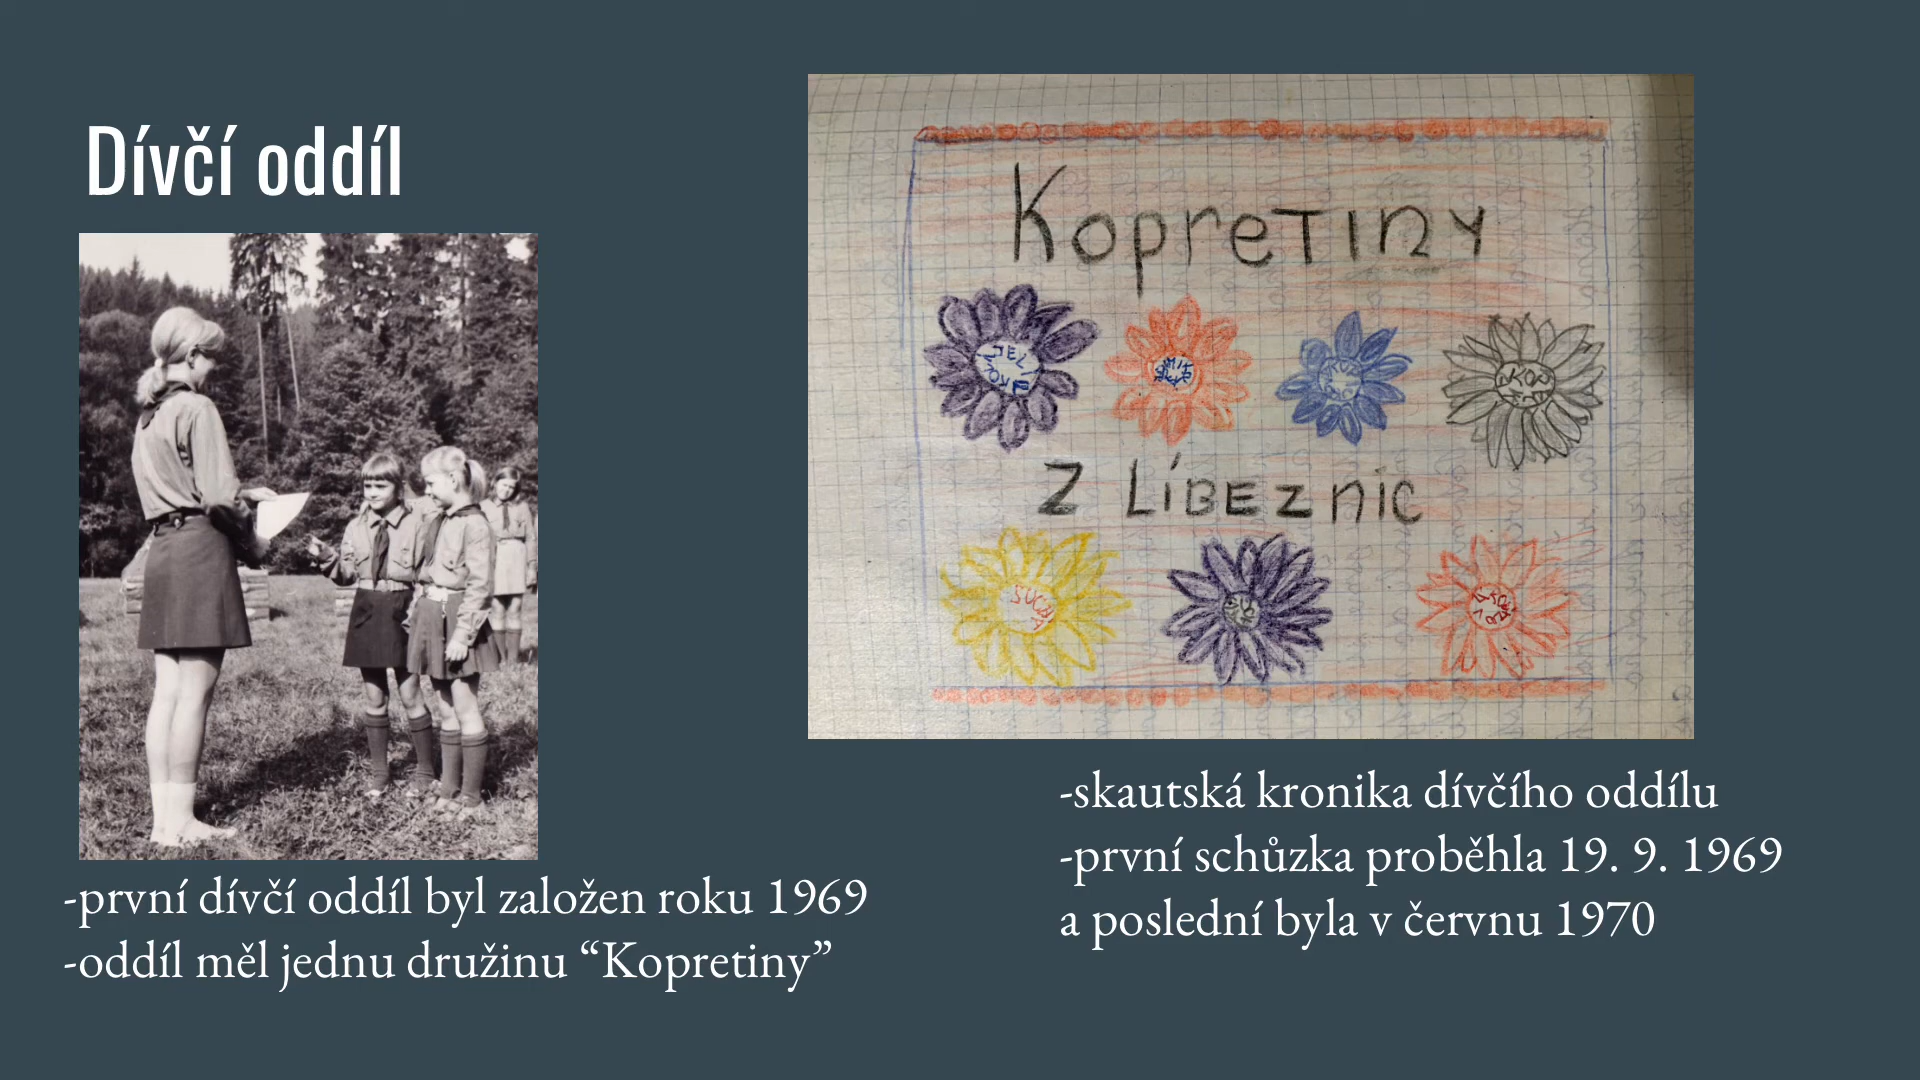 Dívčí oddíl
Kopretiny
z Líbeznic
-první dívčí oddíl byl založen roku 1969
-oddíl měl jednu družinu “Kopretiny”
-skautská kronika dívčího oddílu
-první schůzka proběhla 19. 9. 1969
a poslední byla v červnu 1970